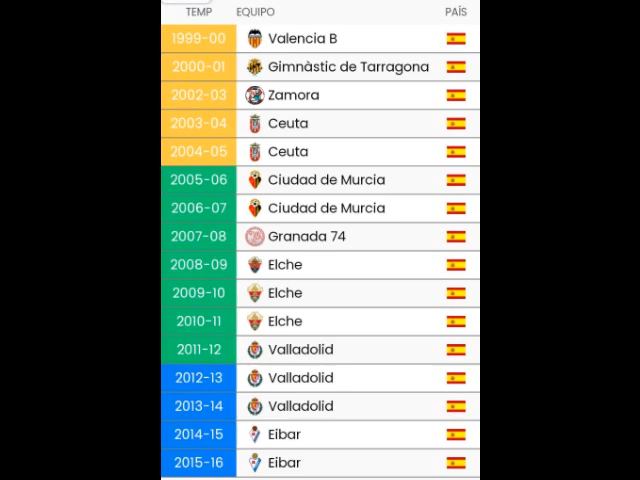 TEMP EQUIPO PAÍS
1999-00 Valencia B
2000-01 Gimnàstic de Tarragona
2002-03 Zamora
2003-04 Ceuta
2004-05 Ceuta
2005-06 Ciudad de Murcia
2006-07 Ciudad de Murcia
2007-08 Granada 74
2008-09 Elche
2009-10 Elche
2010-11 Elche
2011-12 Valladolid
2012-13 Valladolid
2013-14 Valladolid
2014-15 Eibar
2015-16 Eibar